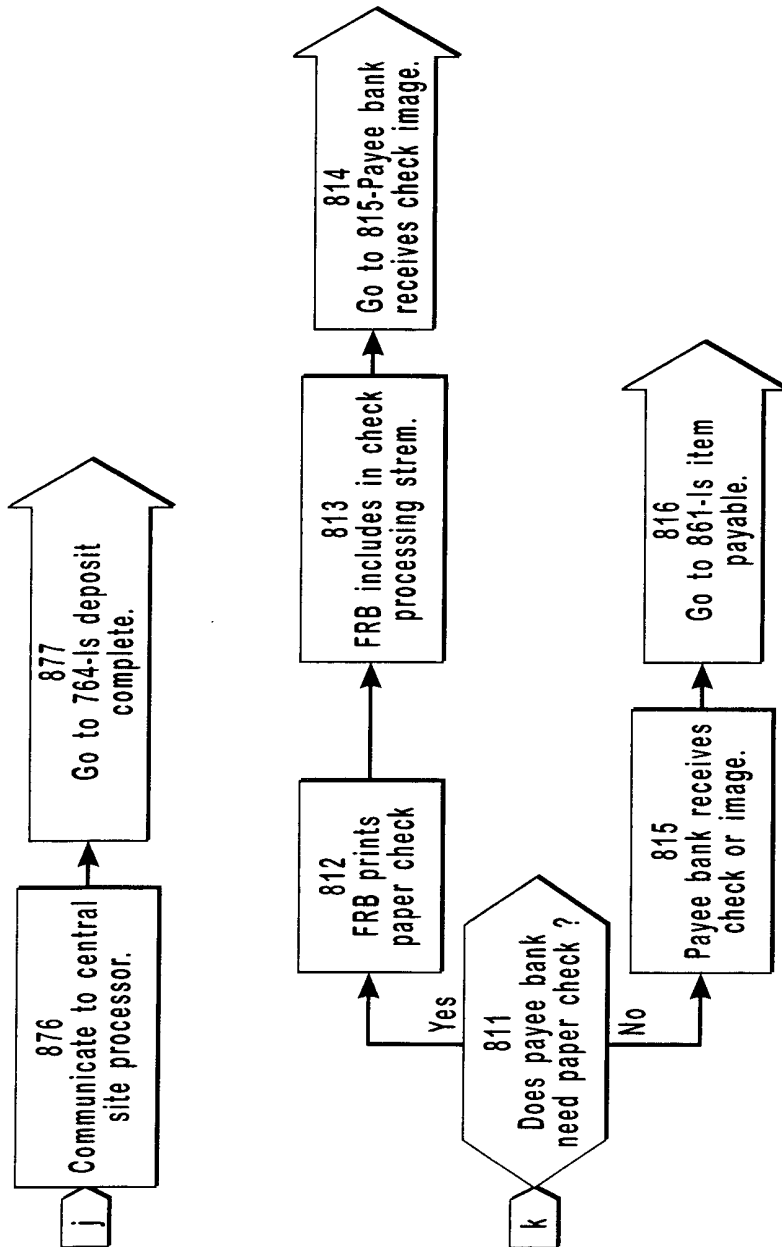 j
876
Communicate to central
site processor.
877
Go to 764-Is deposit
complete.
k
811
Does payee bank
need paper check ?
Yes
812
FRB prints
paper check
813
FRB includes in check
processing strem.
814
Go to 815-Payee bank
receives check image.
No
815
Payee bank receives
check or image.
816
Go to 861-Is item
payable.